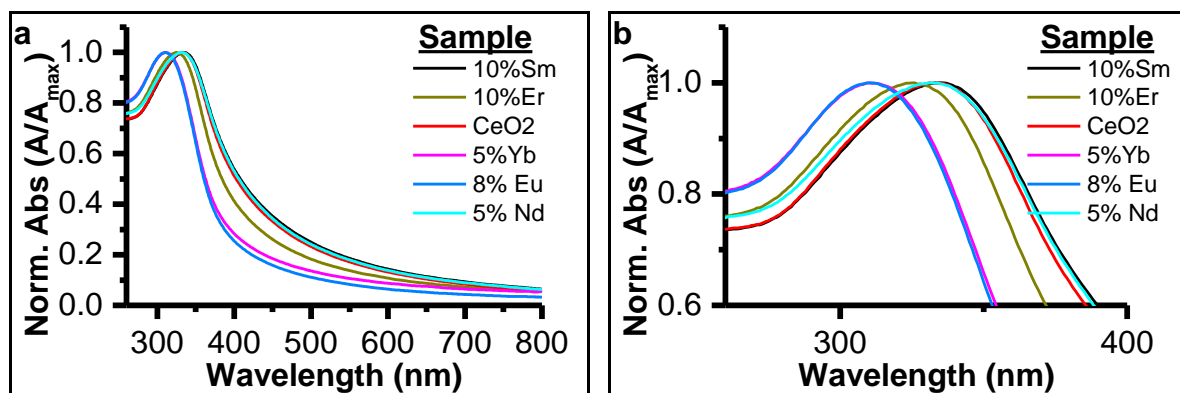 a
Norm. Abs (A/Amax)
1.0
0.8
0.6
0.4
0.2
0.0
300 400 500 600 700 800
Wavelength (nm)
Sample
10%Sm
10%Er
CeO2
5%Yb
8% Eu
5% Nd
b
Norm. Abs (A/Amax)
1.0
0.8
0.6
300 400
Wavelength (nm)
Sample
10%Sm
10%Er
CeO2
5%Yb
8% Eu
5% Nd